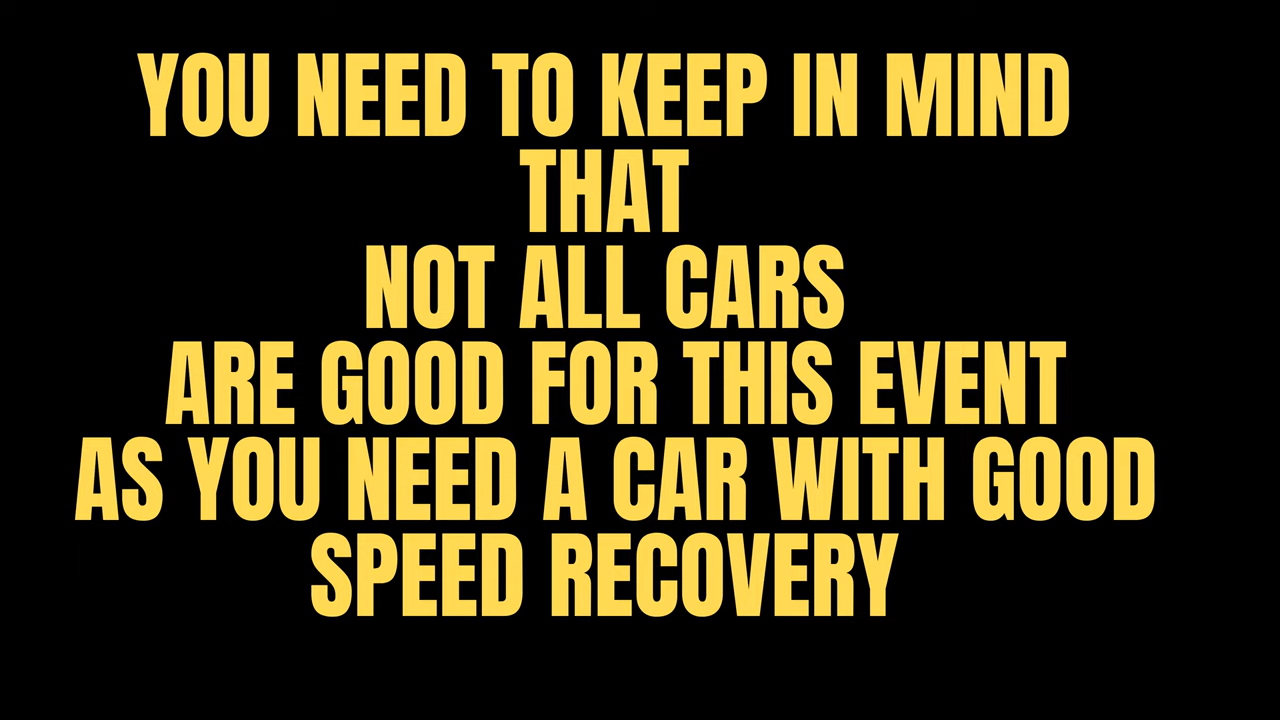 YOU NEED TO KEEP IN MIND
THAT
NOT ALL CARS
ARE GOOD FOR THIS EVENT
AS YOU NEED A CAR WITH GOOD
SPEED RECOVERY